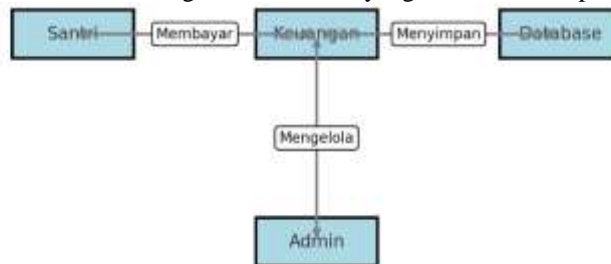 Santri
Membayar
Keuangan
Menyimpan
Database
Mengelola
Admin